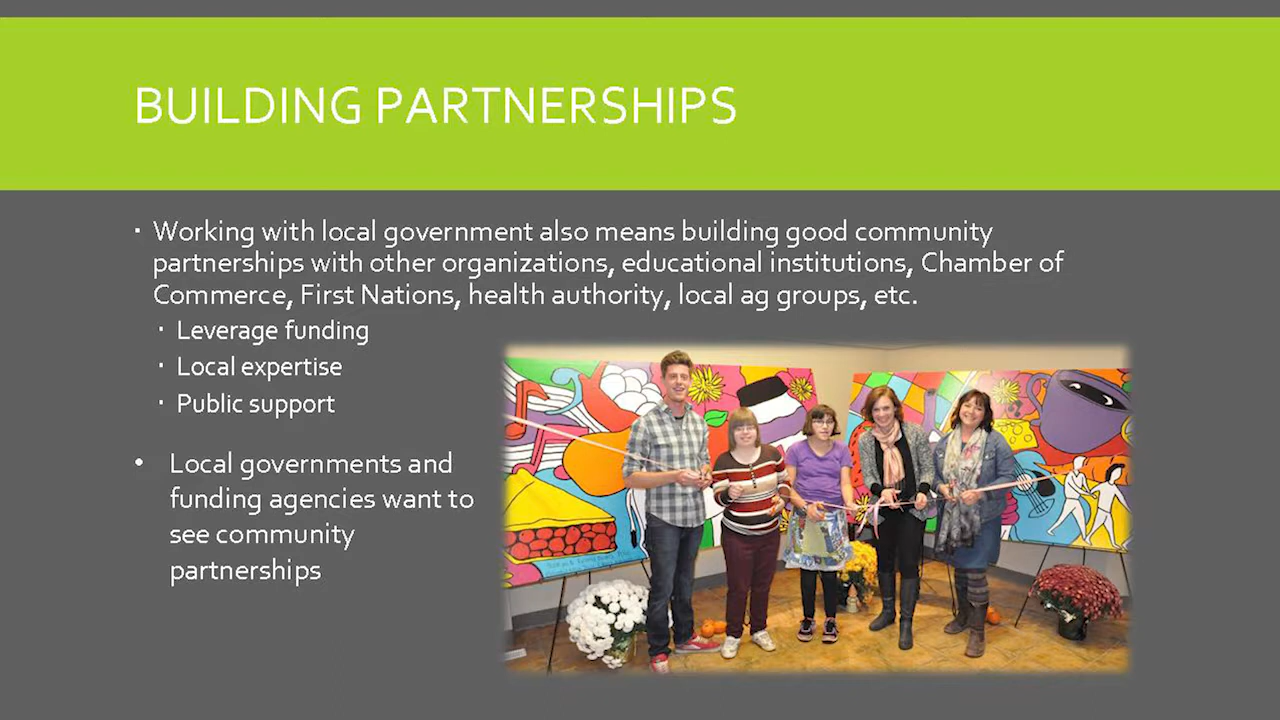 BUILDING PARTNERSHIPS
▪ Working with local government also means building good community
partnerships with other organizations, educational institutions, Chamber of
Commerce, First Nations, health authority, local ag groups, etc.
▪ Leverage funding
▪ Local expertise
▪ Public support
• Local governments and
funding agencies want to
see community
partnerships